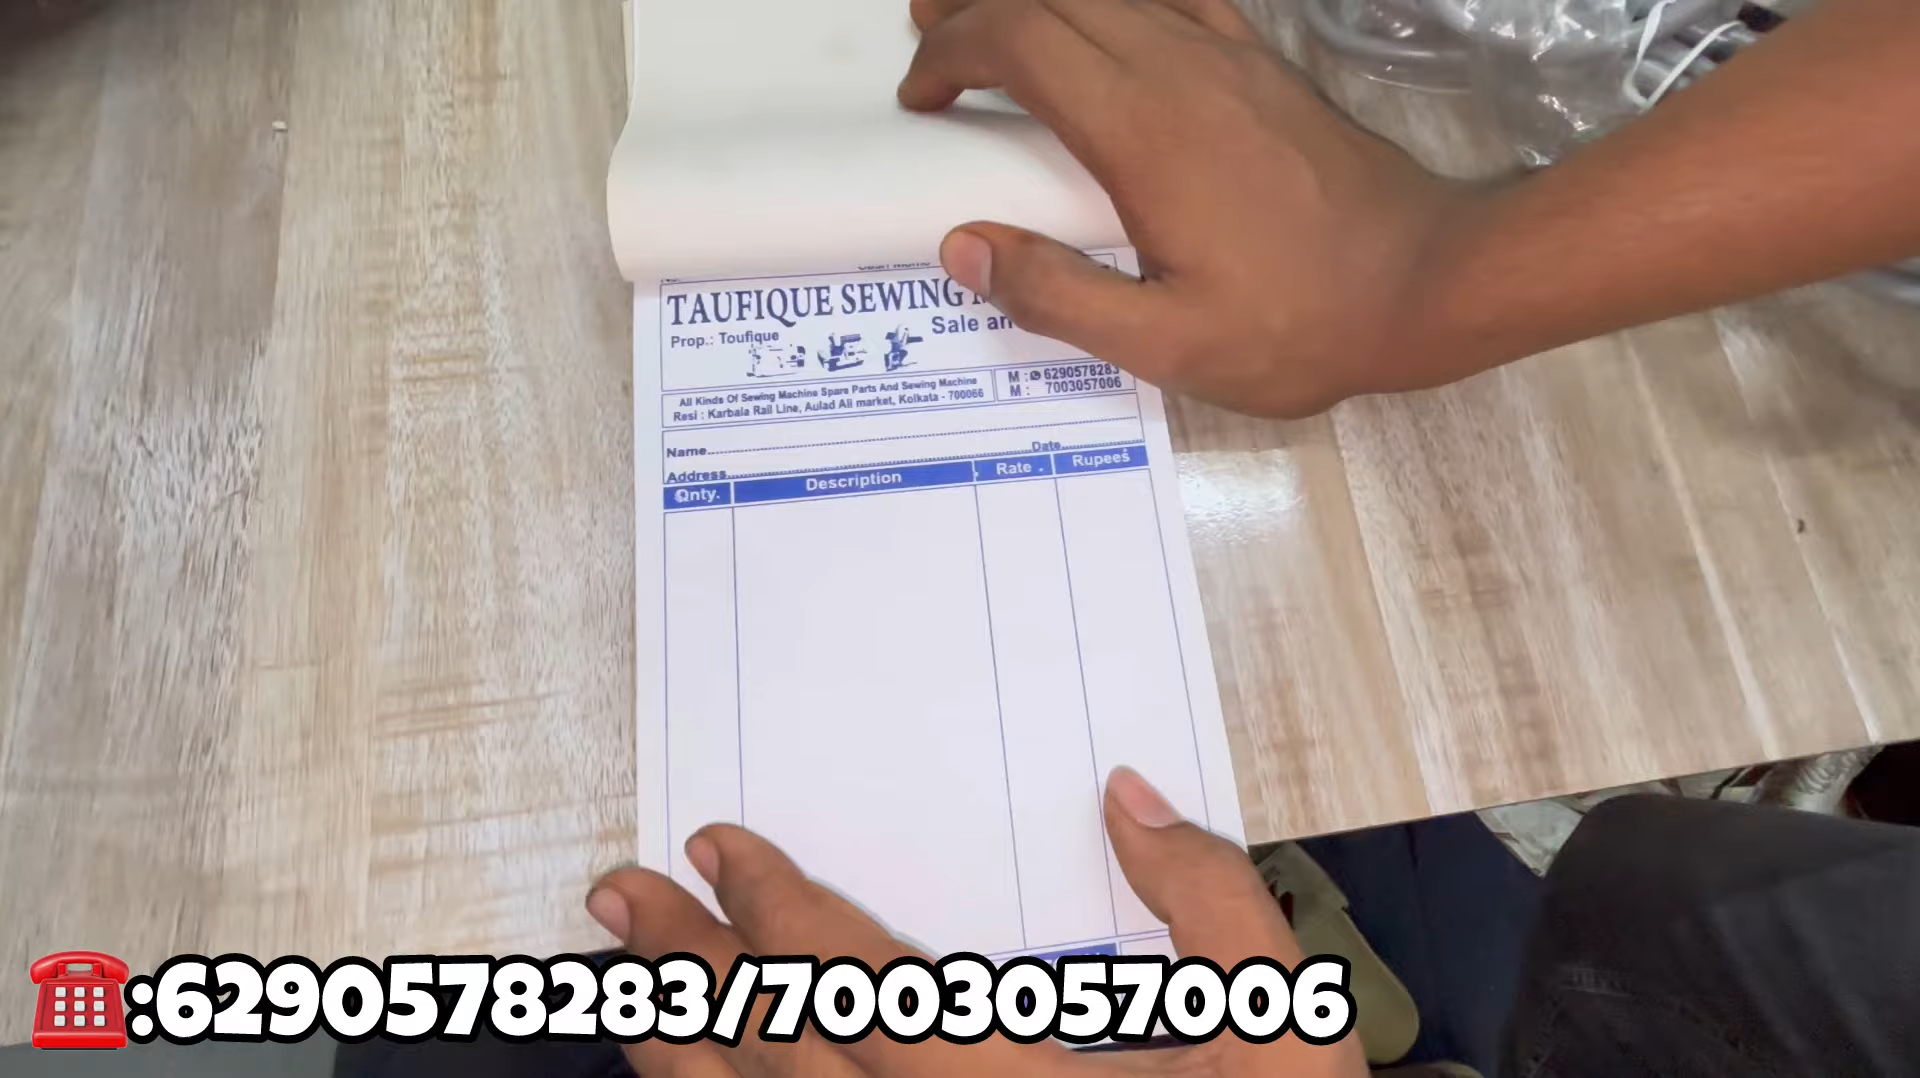 TAUFIQUE SEWING
Prop.: Toufique
Sale an
All Kinds Of Sewing Machine Spare Parts And Sewing Machine
Resi : Karbala Rail Line, Aulad Ali market, Kolkata - 700066
M : 6290578283
M : 7003057006
Name
Date
Address
Qnty. Description Rate Rupees
:6290578283/7003057006